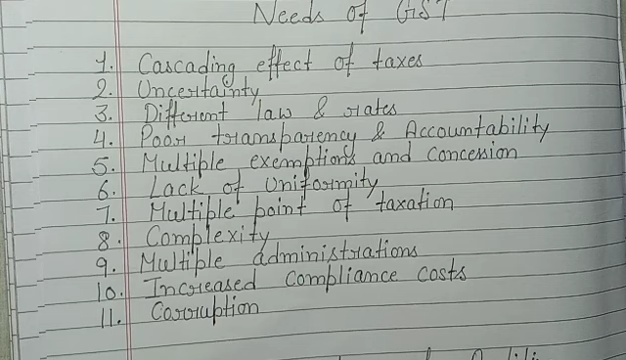 Needs of GST
1. Cascading effect of taxes
2. Uncertainty
3. Different law & rates
4. Poor transparency & Accountability
5. Multiple exemptions and concession
6. Lack of Uniformity
7. Multiple point of taxation
8. Complexity
9. Multiple administrations
10. Increased compliance costs
11. Corruption